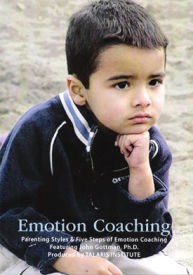 Emotion Coaching
Parenting Styles & Five Steps of Emotion Coaching
Featuring John Gottman, Ph.D.
Produced by TALARIS INSTITUTE